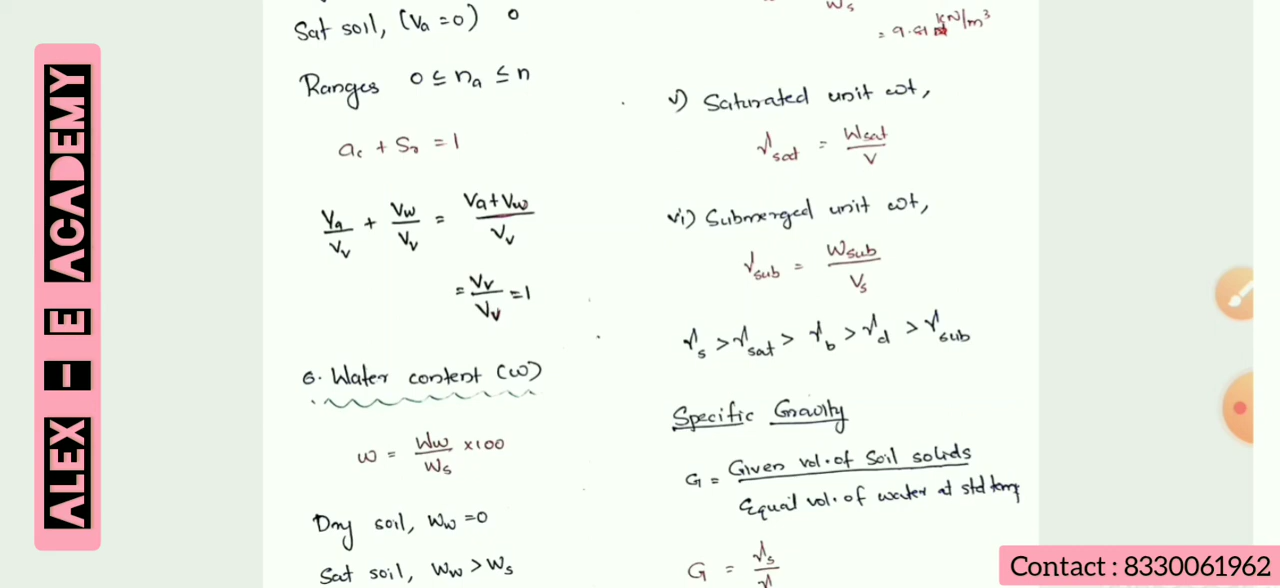 ALEX - E ACADEMY
Sat soil, (Va = 0) 0
Ranges 0 ≤ na ≤ n
ac + Sr = 1
Va/Vv + Vw/Vv = Va+Vw/Vv
= Vv/Vv = 1
6. Water content (w)
w = Ww/Ws x100
Dry soil, Ww = 0
Sat soil, Ww > Ws
Ws
= 9.81 kN/m³
v) Saturated unit wt,
γsat = Wsat/V
vi) Submerged unit wt,
γsub = Wsub/Vs
γs > γsat > γb > γd > γsub
Specific Gravity
G = Given vol. of Soil solids
Equal vol. of water at std temp
G = γs/γ
Contact : 8330061962